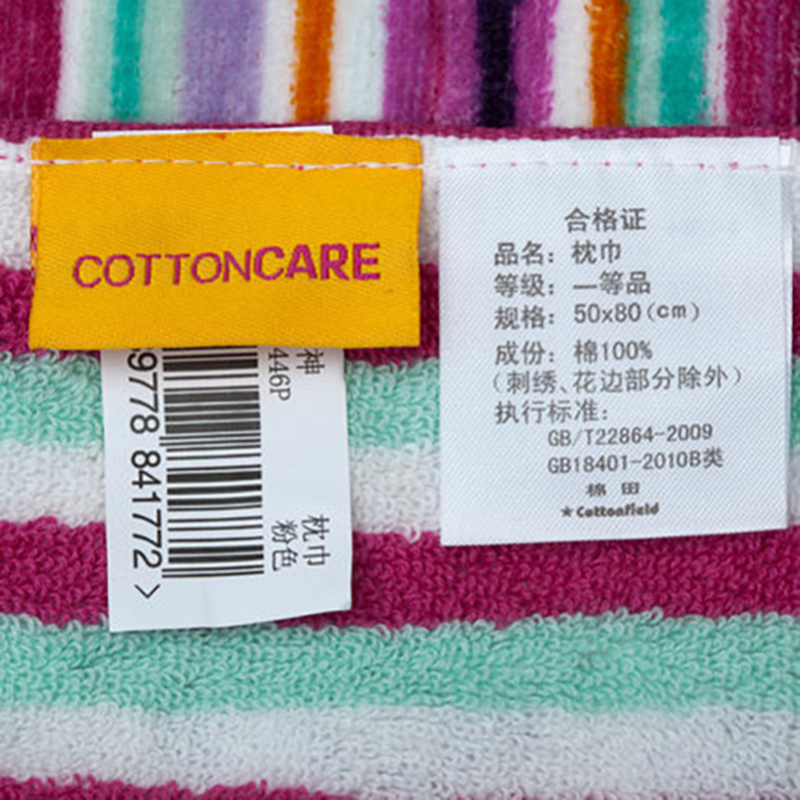 COTTONCARE
合格证
品名：枕巾
等级：一等品
规格：50x80(cm)
成份：棉100%
（刺绣、花边部分除外）
执行标准：
GB/T22864-2009
GB18401-2010B类
棉田
★Cottonfield
神
446P
枕巾
粉色
9778 841772 >